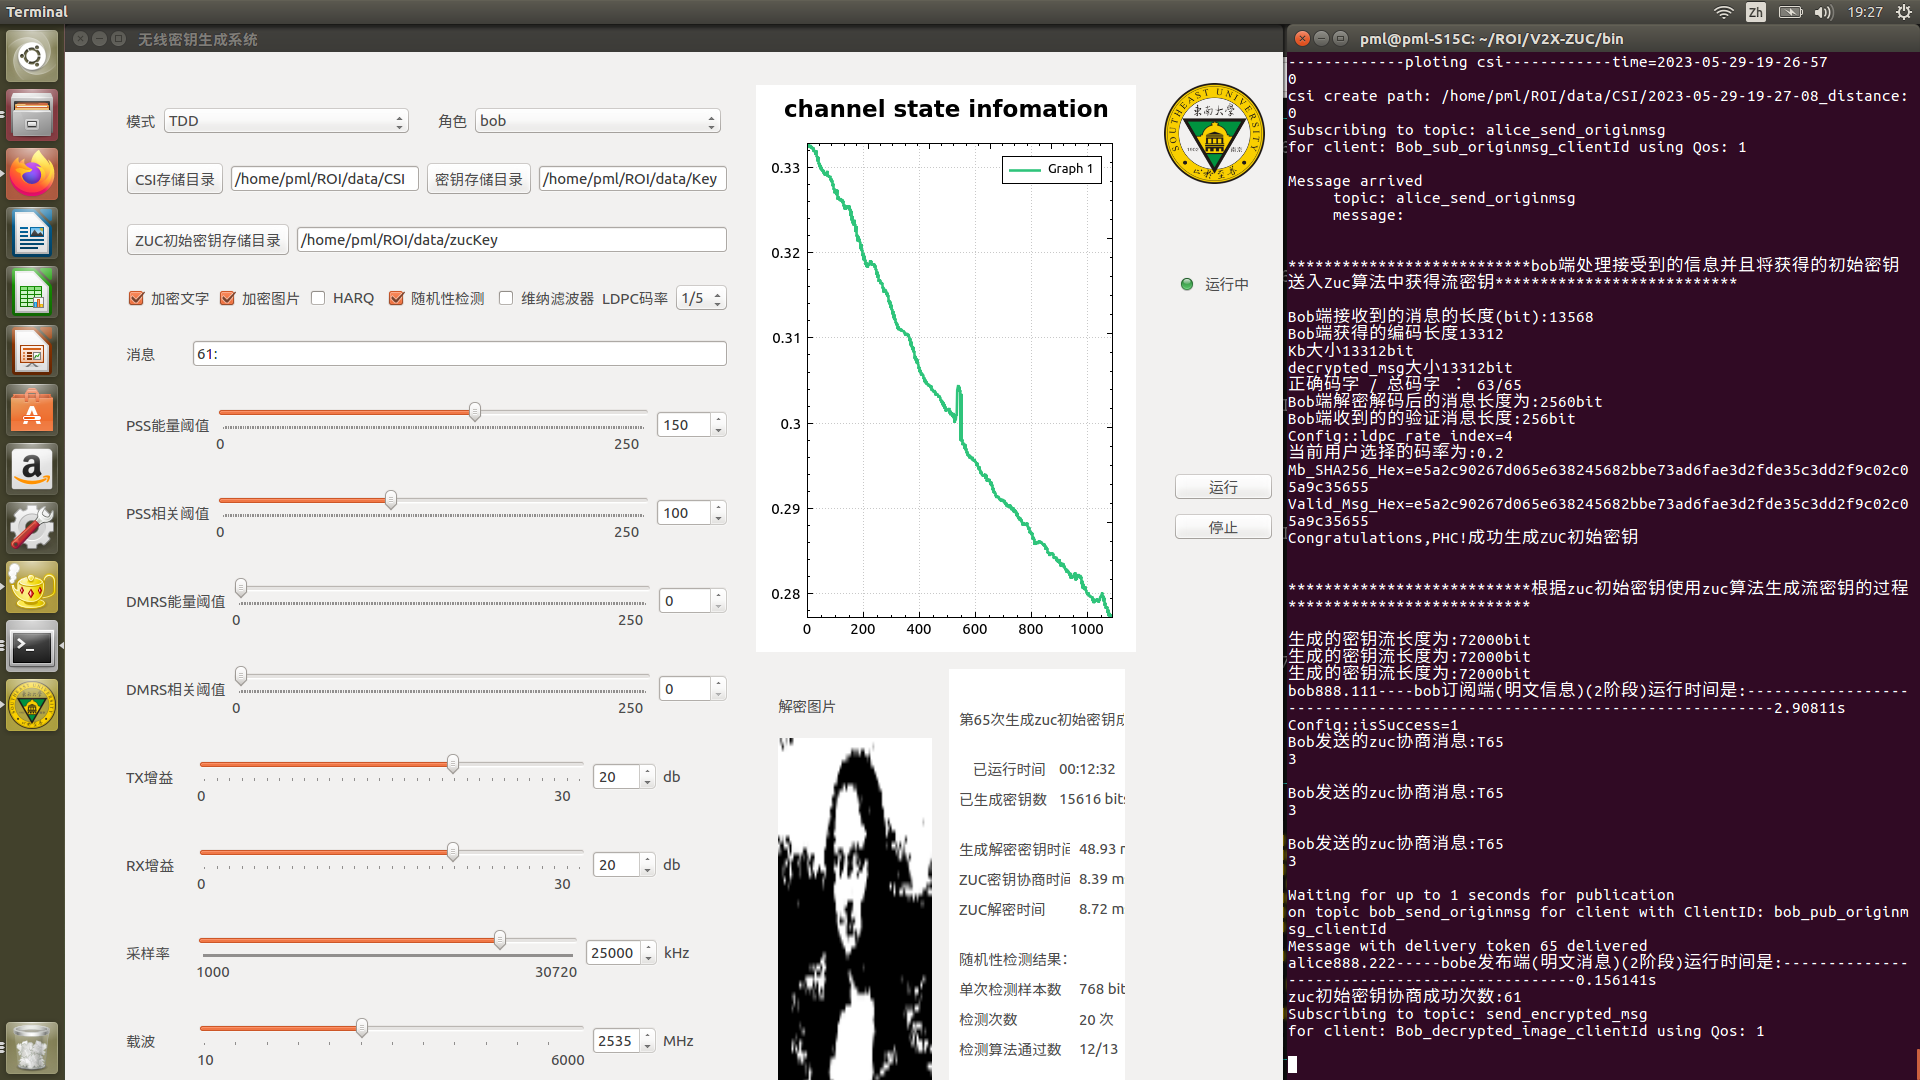 Terminal
Zh
19:27
无线密钥生成系统
模式
TDD
角色
bob
CSI存储目录
/home/pml/ROI/data/CSI
密钥存储目录
/home/pml/ROI/data/Key
ZUC初始密钥存储目录
/home/pml/ROI/data/zucKey
加密文字
加密图片
HARQ
随机性检测
维纳滤波器
LDPC码率
1/5
消息
61:
PSS能量阈值
150
0
250
PSS相关阈值
100
0
250
DMRS能量阈值
0
0
250
DMRS相关阈值
0
0
250
TX增益
20
db
0
30
RX增益
20
db
0
30
采样率
25000
kHz
1000
30720
载波
2535
MHz
10
6000
channel state infomation
Graph 1
0.33
0.32
0.31
0.3
0.29
0.28
0
200
400
600
800
1000
SOUTHEAST UNIVERSITY
东南大学
1902
南京
运行中
运行
停止
解密图片
第65次生成zuc初始密钥成
已运行时间 00:12:32
已生成密钥数 15616 bits
生成解密密钥时间 48.93 m
ZUC密钥协商时间 8.39 m
ZUC解密时间 8.72 m
随机性检测结果:
单次检测样本数 768 bit
检测次数 20 次
检测算法通过数 12/13
pml@pml-S15C: ~/ROI/V2X-ZUC/bin
-------------ploting csi------------time=2023-05-29-19-26-57
0
csi create path: /home/pml/ROI/data/CSI/2023-05-29-19-27-08_distance:
0
Subscribing to topic: alice_send_originmsg
for client: Bob_sub_originmsg_clientId using Qos: 1
Message arrived
topic: alice_send_originmsg
message:
***************************bob端处理接受到的信息并且将获得的初始密钥
送入Zuc算法中获得流密钥***************************
Bob端接收到的消息的长度(bit):13568
Bob端获得的编码长度13312
Kb大小13312bit
decrypted_msg大小13312bit
正确码字 / 总码字 : 63/65
Bob端解密解码后的消息长度为:2560bit
Bob端收到的的验证消息长度:256bit
Config::ldpc_rate_index=4
当前用户选择的码率为:0.2
Mb_SHA256_Hex=e5a2c90267d065e638245682bbe73ad6fae3d2fde35c3dd2f9c02c0
5a9c35655
Valid_Msg_Hex=e5a2c90267d065e638245682bbe73ad6fae3d2fde35c3dd2f9c02c0
5a9c35655
Congratulations,PHC!成功生成ZUC初始密钥
***************************根据zuc初始密钥使用zuc算法生成流密钥的过程
***************************
生成的密钥流长度为:72000bit
生成的密钥流长度为:72000bit
生成的密钥流长度为:72000bit
bob888.111----bob订阅端(明文信息)(2阶段)运行时间是:------------------
------------------------------------------------------2.90811s
Config::isSuccess=1
Bob发送的zuc协商消息:T65
3
Bob发送的zuc协商消息:T65
3
Bob发送的zuc协商消息:T65
3
Waiting for up to 1 seconds for publication
on topic bob_send_originmsg for client with ClientID: bob_pub_originm
sg_clientId
Message with delivery token 65 delivered
alice888.222-----bobe发布端(明文消息)(2阶段)运行时间是:--------------
--------------------------------0.156141s
zuc初始密钥协商成功次数:61
Subscribing to topic: send_encrypted_msg
for client: Bob_decrypted_image_clientId using Qos: 1